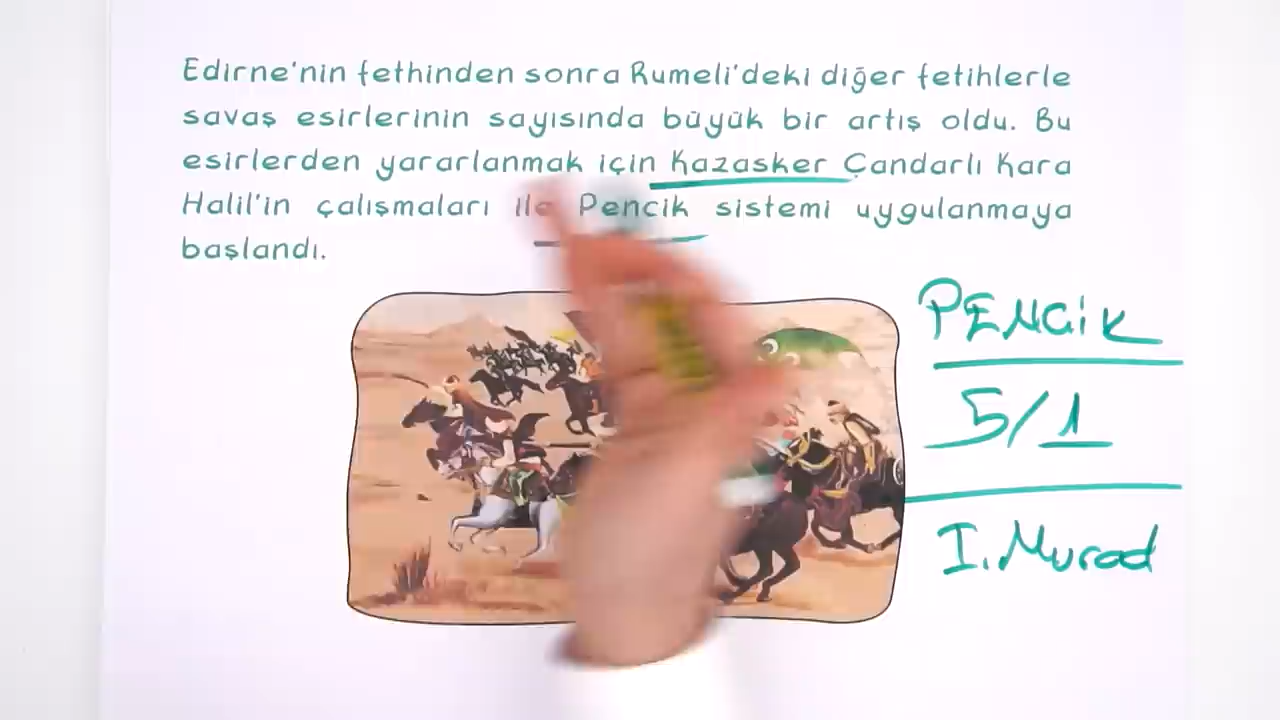 Edirne'nin fethinden sonra Rumeli'deki diğer fetihlerle
savaş esirlerinin sayısında büyük bir artış oldu. Bu
esirlerden yararlanmak için Kazasker Çandarlı Kara
Halil'in çalışmaları ile Pencik sistemi uygulanmaya
başlandı.
PENCİK
5/1
I. Murad